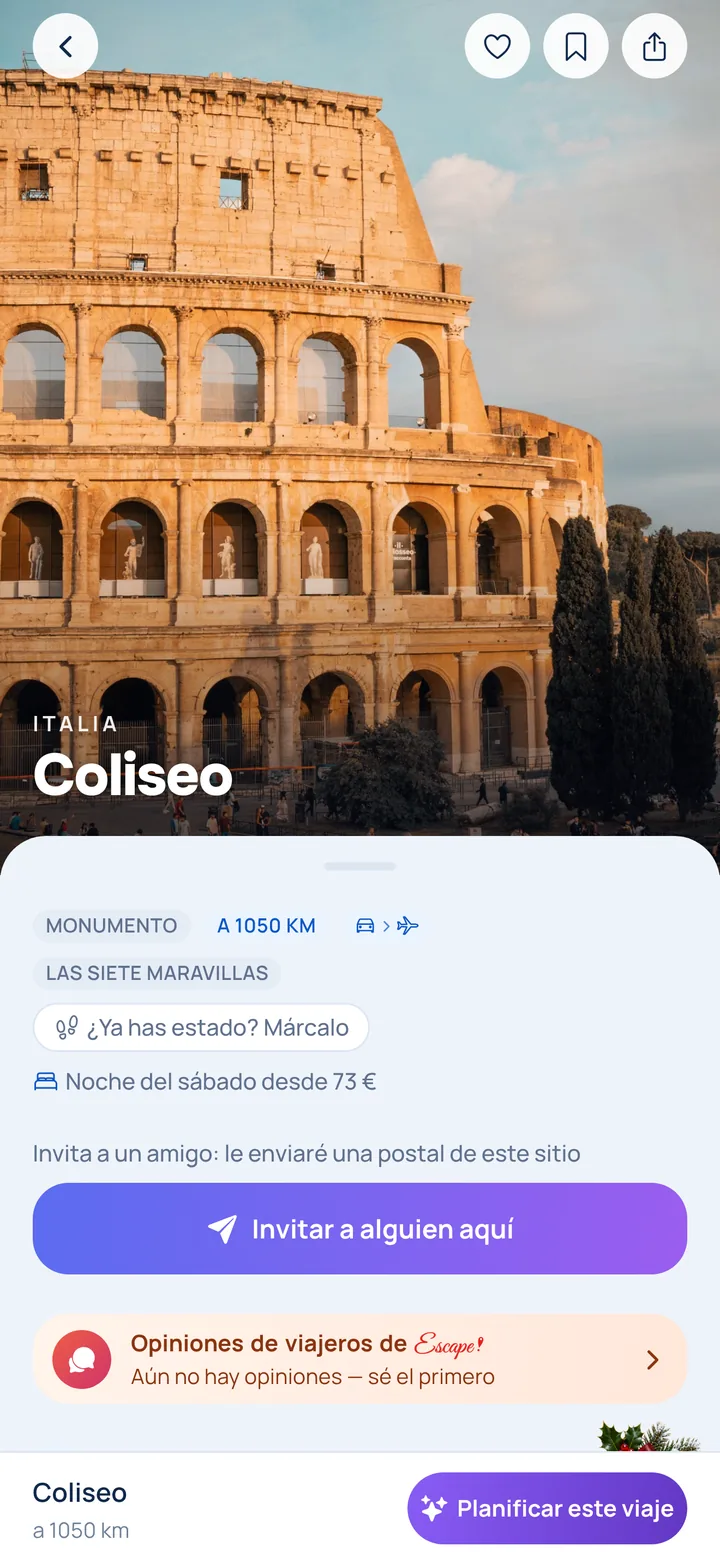 ITALIA
Coliseo
MONUMENTO
A 1050 KM
LAS SIETE MARAVILLAS
¿Ya has estado? Márcalo
Noche del sábado desde 73 €
Invita a un amigo: le enviaré una postal de este sitio
Invitar a alguien aquí
Opiniones de viajeros de Escape!
Aún no hay opiniones — sé el primero
Coliseo
a 1050 km
Planificar este viaje